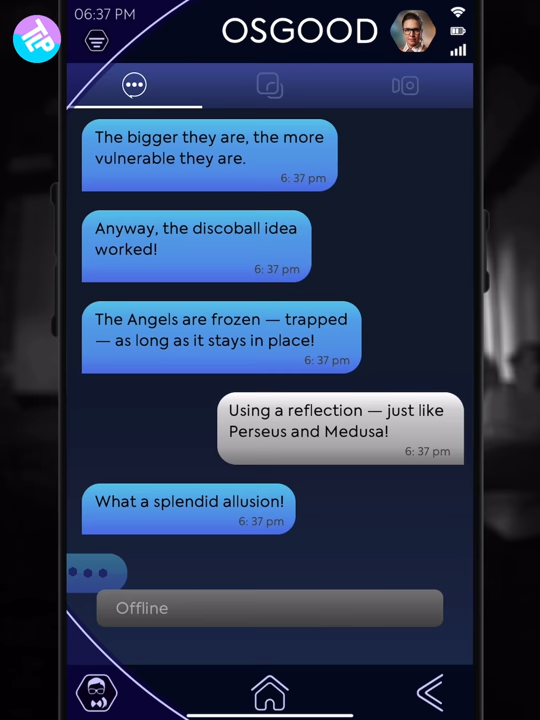 06:37 PM
TLP
OSGOOD
The bigger they are, the more
vulnerable they are.
6: 37 pm
Anyway, the discoball idea
worked!
6: 37 pm
The Angels are frozen — trapped
— as long as it stays in place!
6: 37 pm
Using a reflection — just like
Perseus and Medusa!
6: 37 pm
What a splendid allusion!
6: 37 pm
Offline